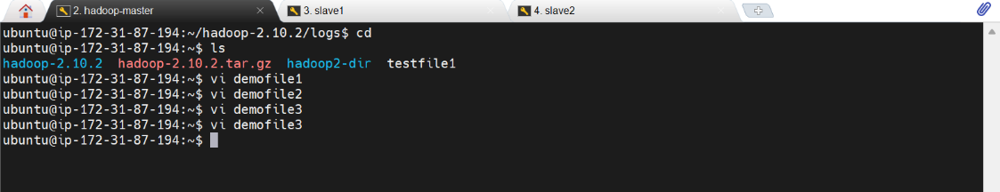 2. hadoop-master
3. slave1
4. slave2
ubuntu@ip-172-31-87-194:~/hadoop-2.10.2/logs$ cd
ubuntu@ip-172-31-87-194:~$ ls
hadoop-2.10.2  hadoop-2.10.2.tar.gz  hadoop2-dir  testfile1
ubuntu@ip-172-31-87-194:~$ vi demofile1
ubuntu@ip-172-31-87-194:~$ vi demofile2
ubuntu@ip-172-31-87-194:~$ vi demofile3
ubuntu@ip-172-31-87-194:~$ vi demofile3
ubuntu@ip-172-31-87-194:~$